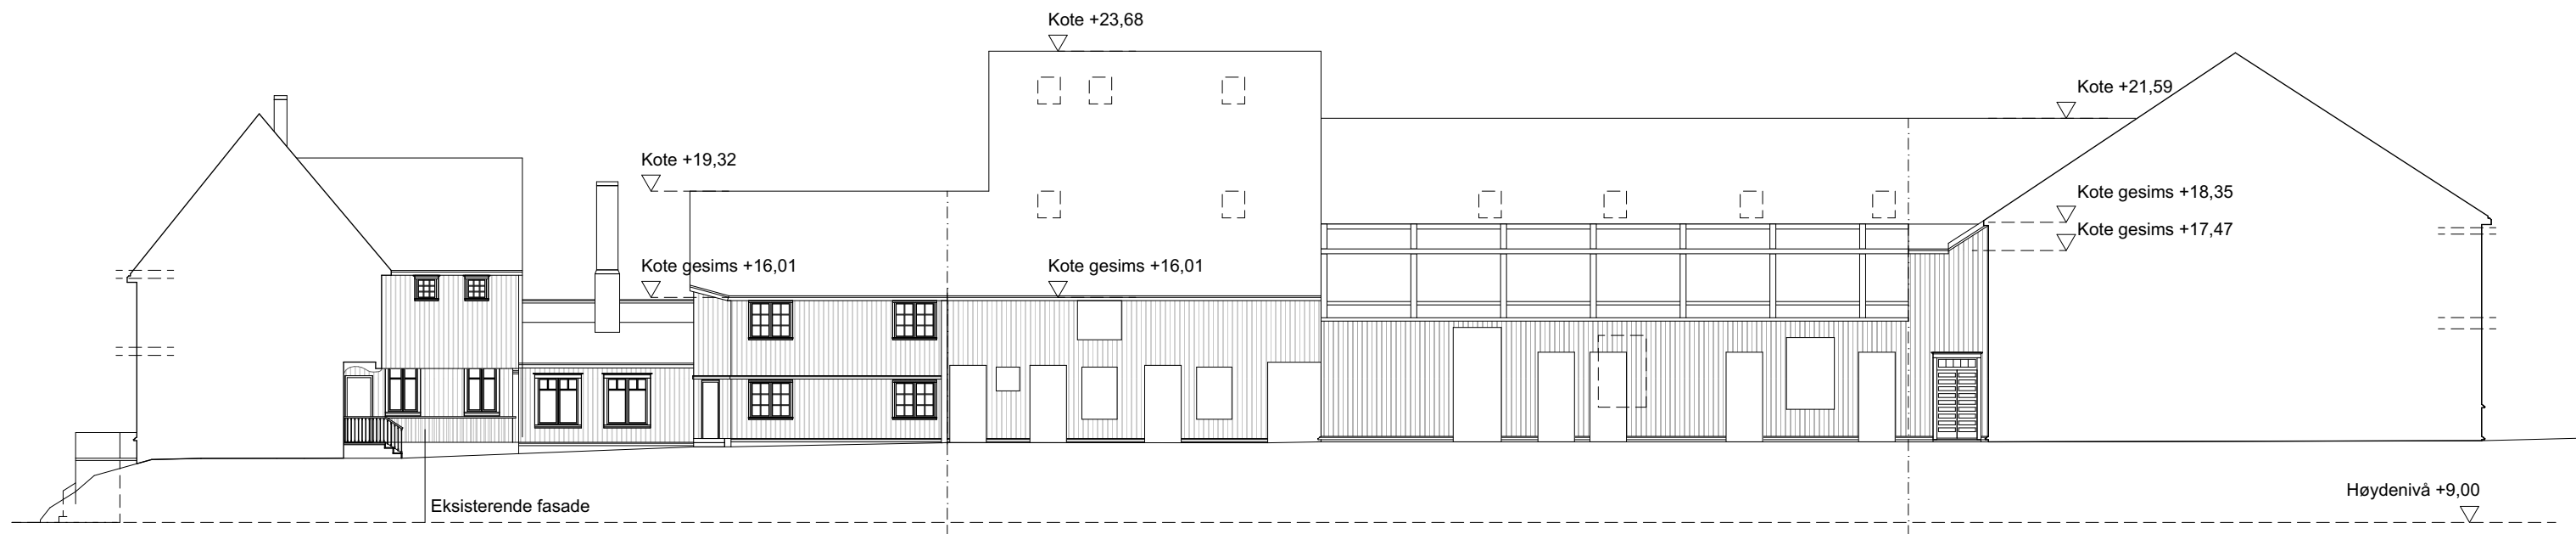 Kote +23,68
Kote +21,59
Kote +19,32
Kote gesims +18,35
Kote gesims +17,47
Kote gesims +16,01
Kote gesims +16,01
Høydenivå +9,00
Eksisterende fasade